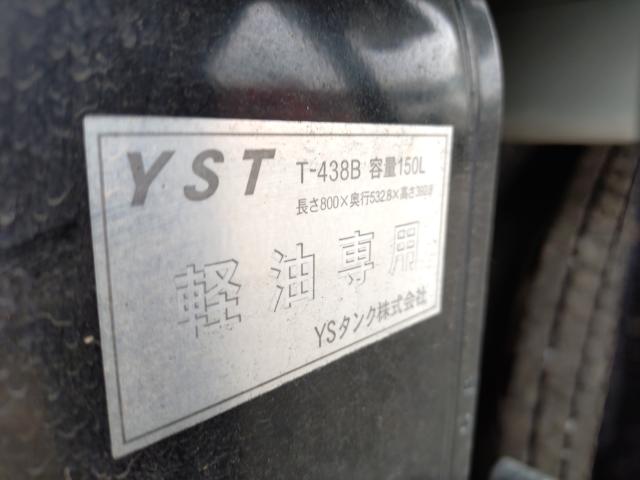 YST T-438B 容量150L
長さ800×奥行532.8×高さ360.8
軽油専用
YSタンク株式会社